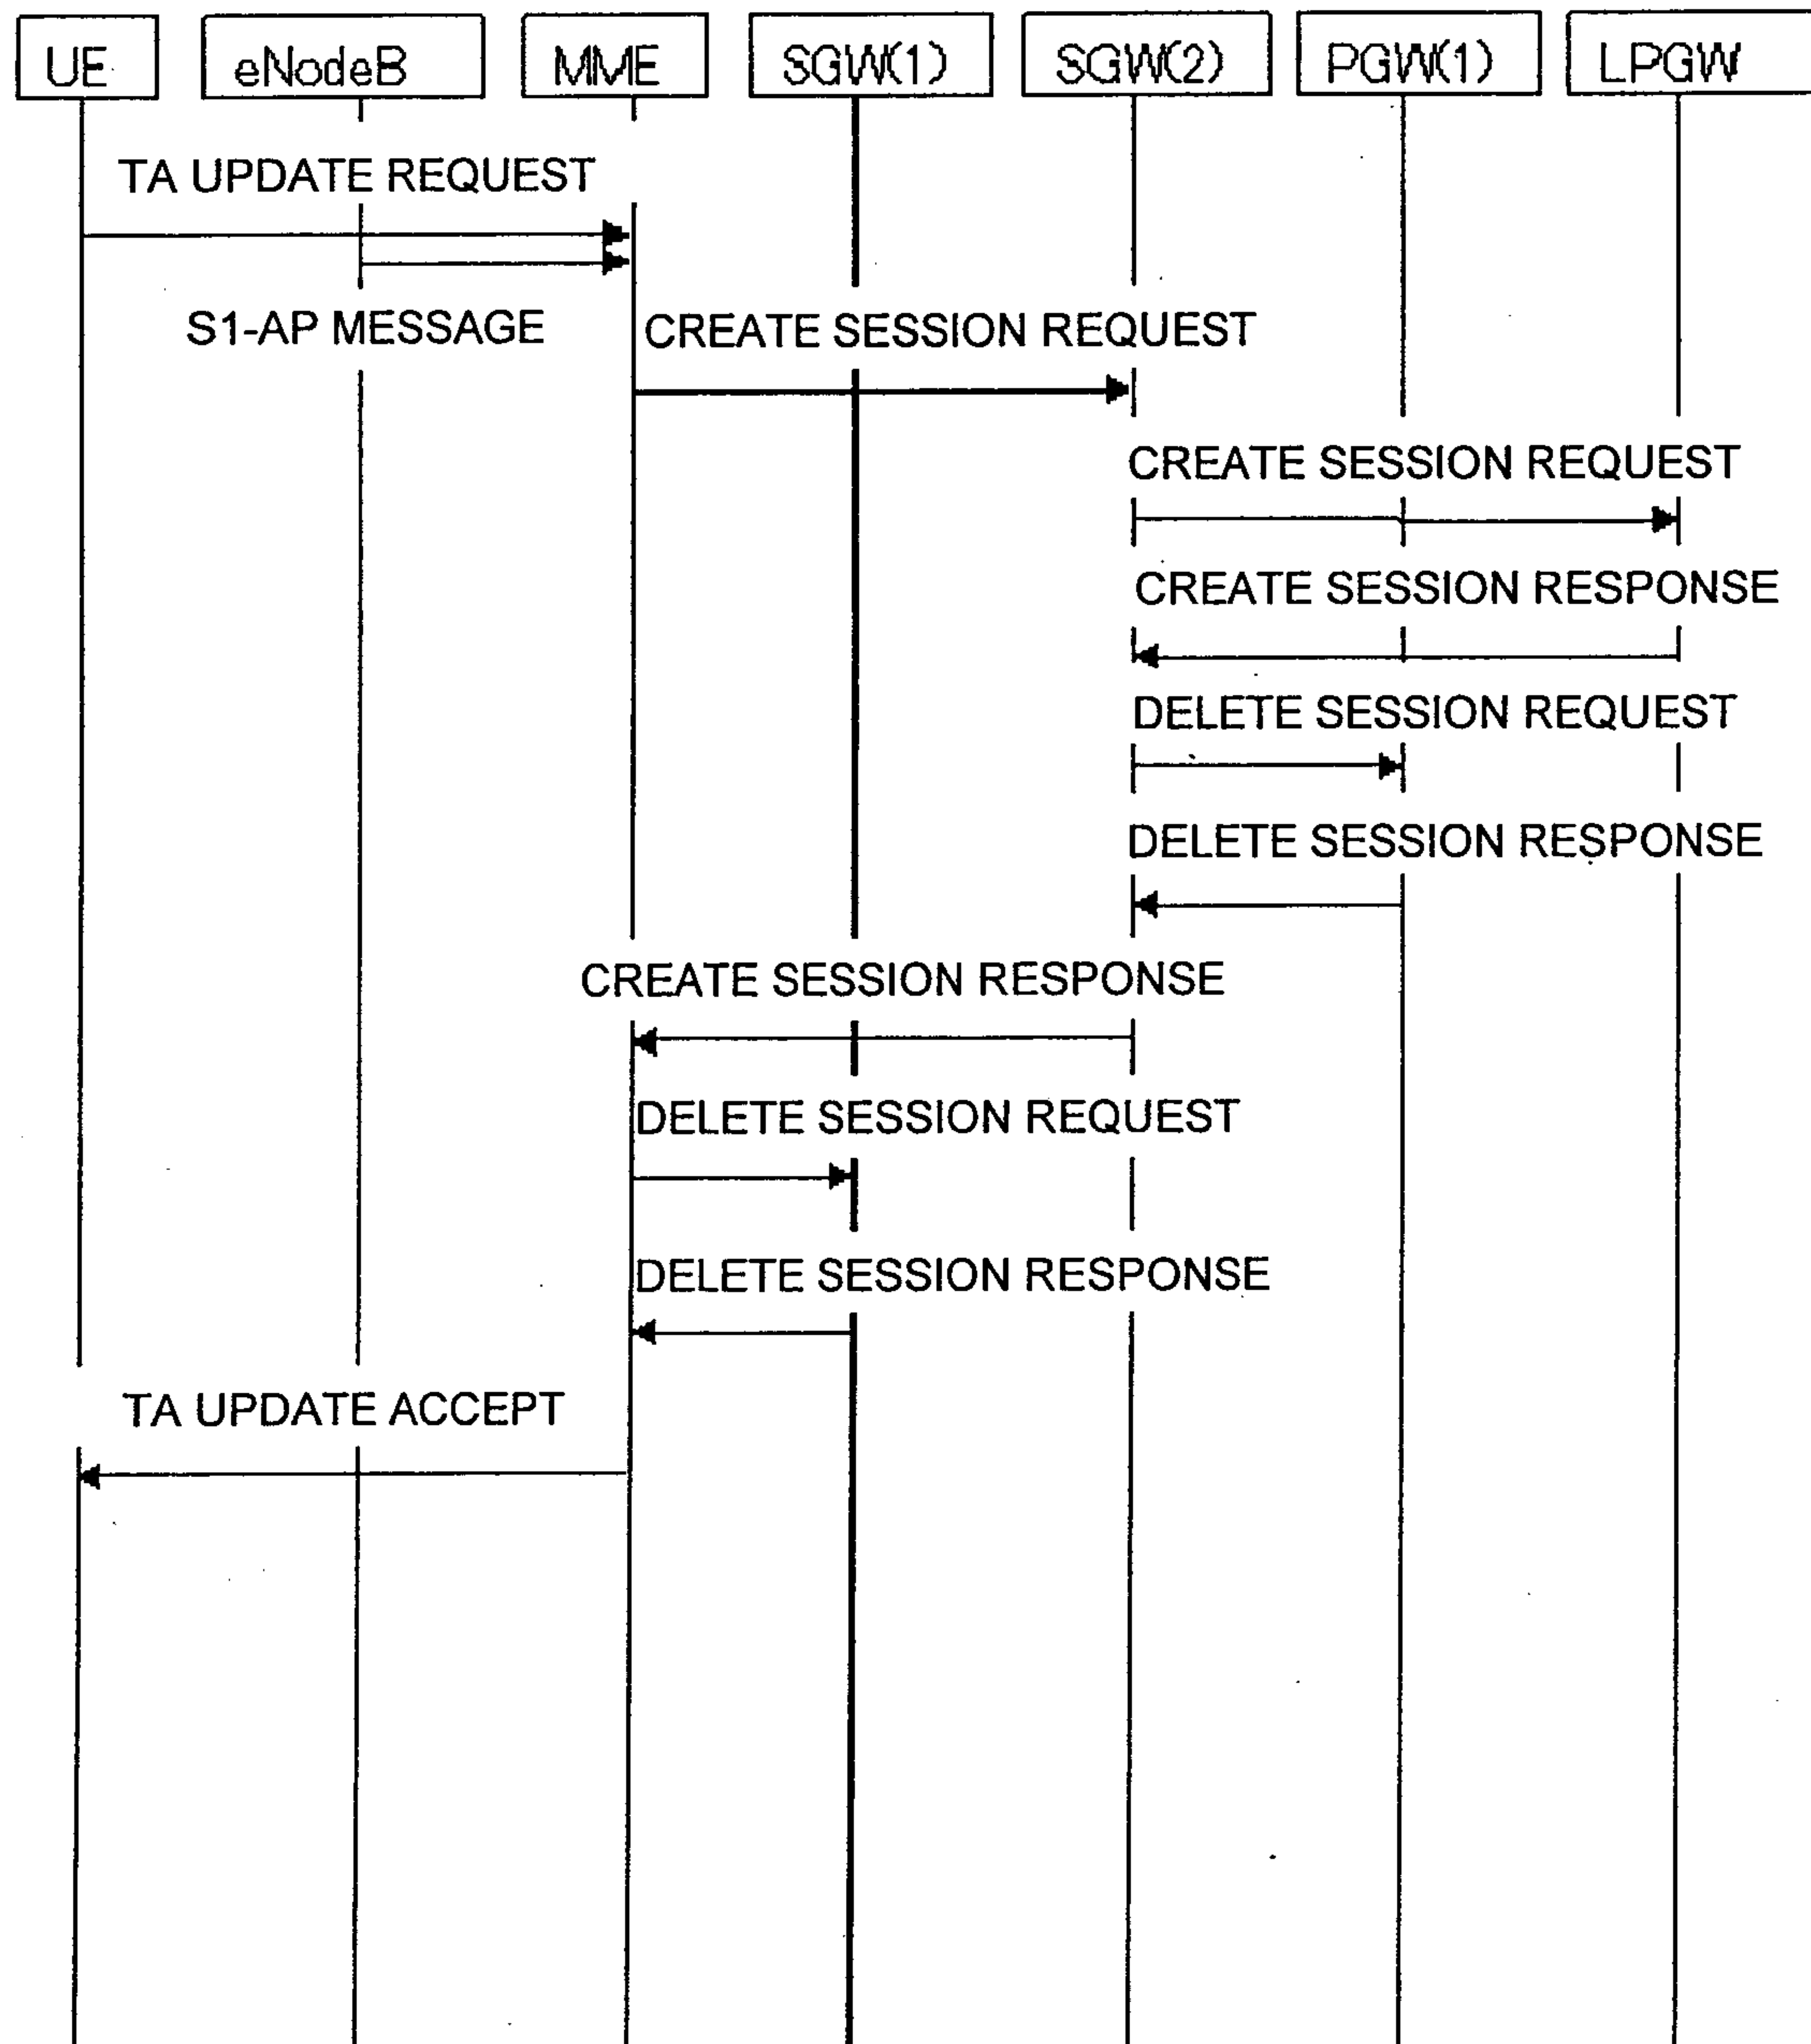 UE eNodeB MME SGW(1) SGW(2) PGW(1) LPGW
TA UPDATE REQUEST
S1-AP MESSAGE CREATE SESSION REQUEST
CREATE SESSION REQUEST
CREATE SESSION RESPONSE
DELETE SESSION REQUEST
DELETE SESSION RESPONSE
CREATE SESSION RESPONSE
DELETE SESSION REQUEST
DELETE SESSION RESPONSE
TA UPDATE ACCEPT